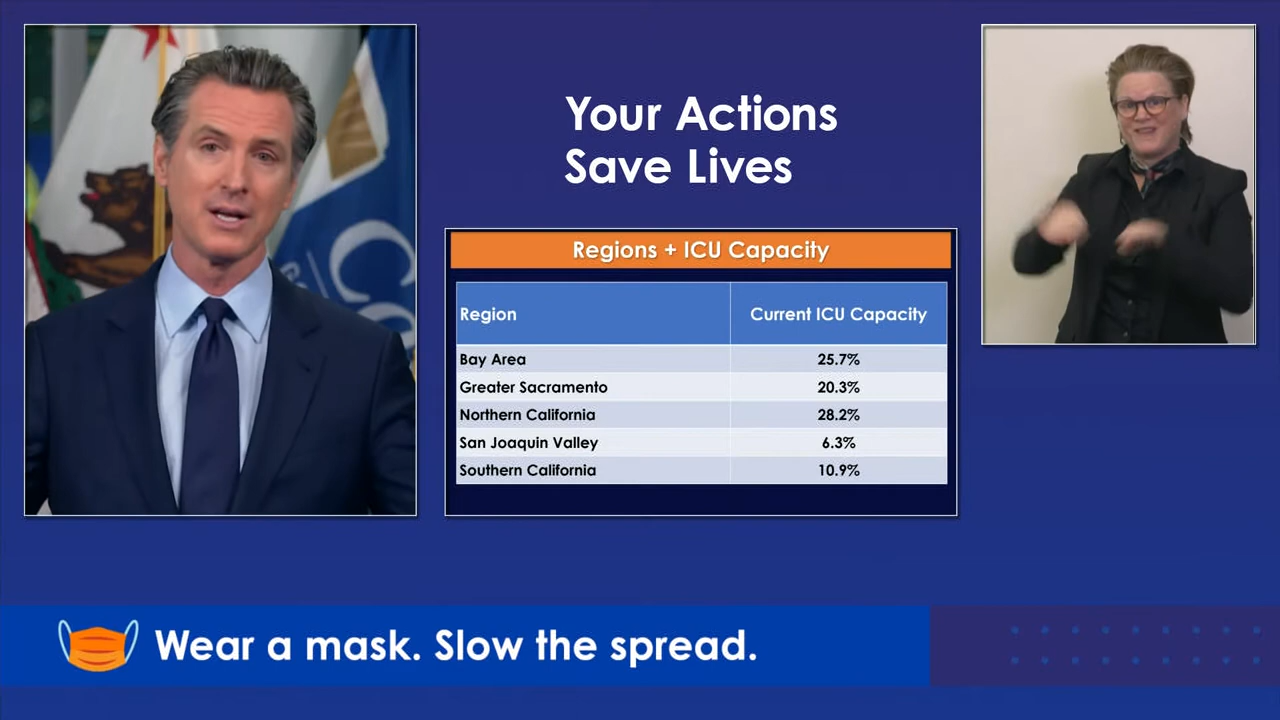 Your Actions
Save Lives
Regions + ICU Capacity
Region Current ICU Capacity
Bay Area 25.7%
Greater Sacramento 20.3%
Northern California 28.2%
San Joaquin Valley 6.3%
Southern California 10.9%
Wear a mask. Slow the spread.